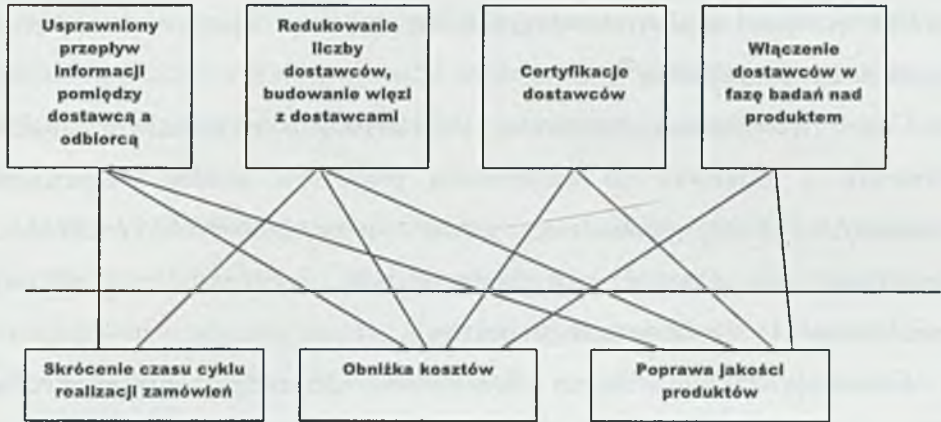 Usprawniony
przepływ
informacji
pomiędzy
dostawcą a
odbiorcą
Redukowanie
liczby
dostawców,
budowanie więzi
z dostawcami
Certyfikacje
dostawców
Włączenie
dostawców w
fazę badań nad
produktem
Skrócenie czasu cyklu
realizacji zamówień
Obniżka kosztów
Poprawa jakości
produktów